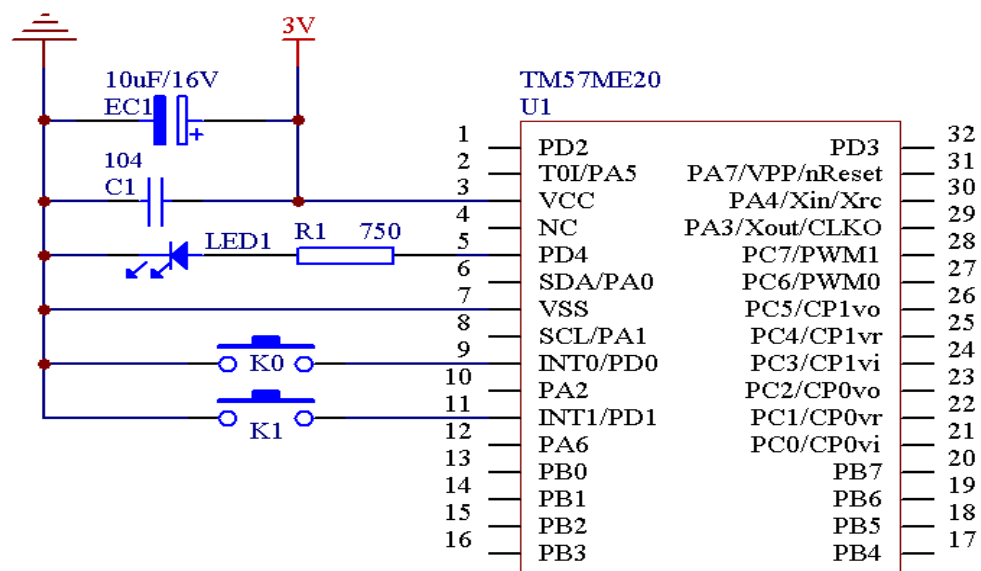 3V
10uF/16V
EC1
+
104
C1
LED1
R1 750
K0
K1
TM57ME20
U1
1 PD2 PD3 32
2 T0I/PA5 PA7/VPP/nReset 31
3 VCC PA4/Xin/Xrc 30
4 NC PA3/Xout/CLKO 29
5 PD4 PC7/PWM1 28
6 SDA/PA0 PC6/PWM0 27
7 VSS PC5/CP1vo 26
8 SCL/PA1 PC4/CP1vr 25
9 INT0/PD0 PC3/CP1vi 24
10 PA2 PC2/CP0vo 23
11 INT1/PD1 PC1/CP0vr 22
12 PA6 PC0/CP0vi 21
13 PB0 PB7 20
14 PB1 PB6 19
15 PB2 PB5 18
16 PB3 PB4 17